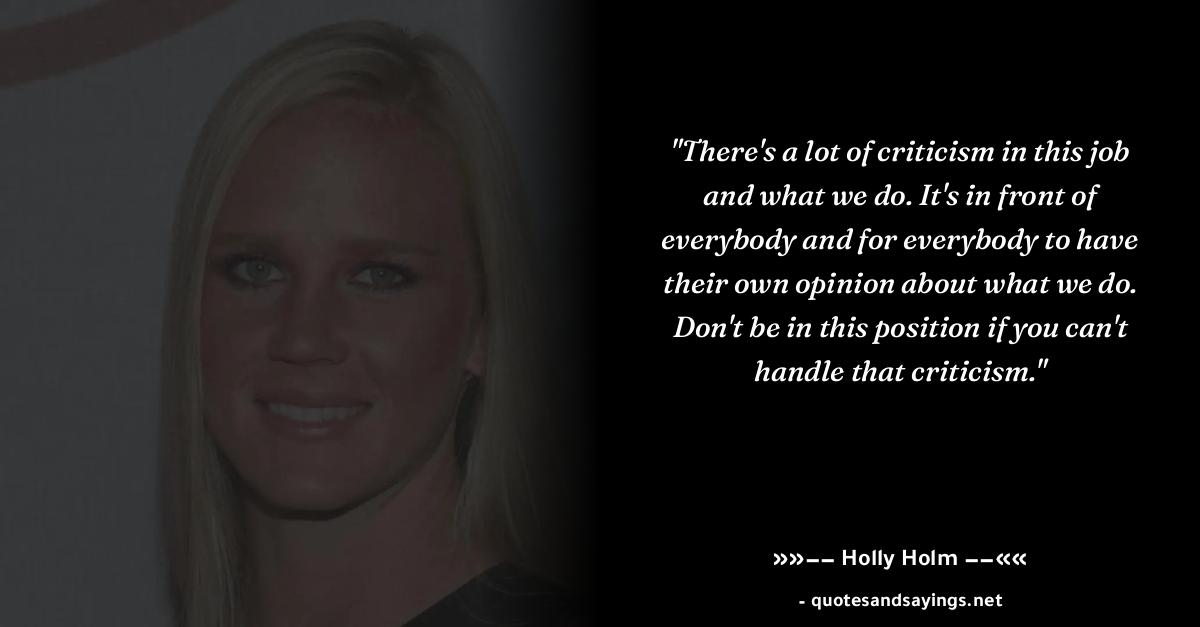 "There's a lot of criticism in this job
and what we do. It's in front of
everybody and for everybody to have
their own opinion about what we do.
Don't be in this position if you can't
handle that criticism."
»»–– Holly Holm ––««
- quotesandsayings.net